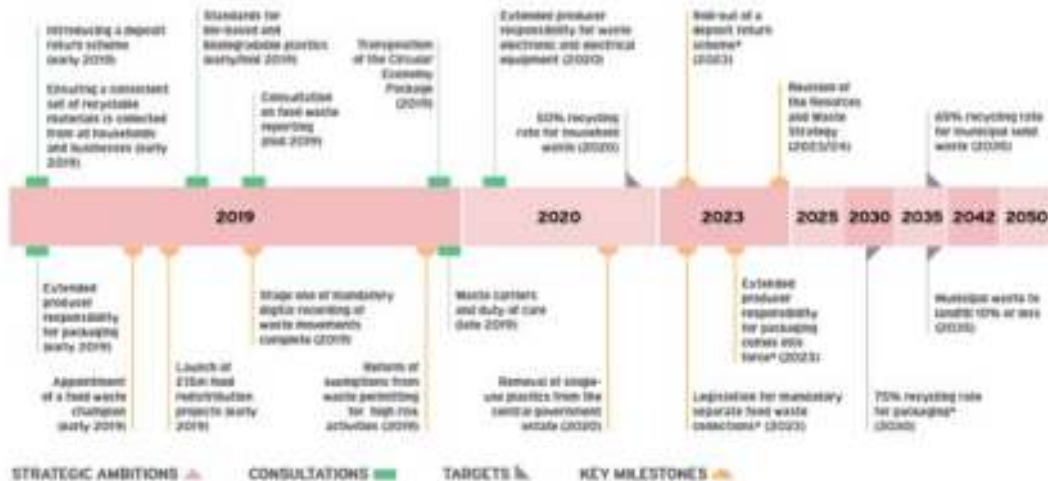 Introducing a deposit
return scheme
(early 2019)
Ensuring a consistent
set of recyclable
materials is collected
from all households
and businesses (early
2019)
Standards for
bio-based and
biodegradable plastics
(early/mid 2019)
Consultation
on food waste
reporting
(mid 2019)
Transposition
of the Circular
Economy
Package
(2019)
Extended producer
responsibility for waste
electronic and electrical
equipment (2020)
50% recycling
rate for household
waste (2020)
Roll-out of a
deposit return
scheme*
(2023)
of the Resources
and Waste
Strategy
(2023/24)
65% recycling rate
for municipal solid
waste (2035)
2019
2020
2023
2025
2030
2035
2042
2050
Extended
producer
responsibility
for packaging
(early 2019)
Appointment
of a food waste
champion
(early 2019)
Launch of
£15m food
redistribution
projects (early
2019)
Stage one of mandatory
digital recording of
waste movements
complete (2019)
Reform of
exemptions from
waste permitting
for high risk
activities (2019)
Waste carriers
and duty of care
(late 2019)
Removal of single-
use plastics from the
central government
estate (2020)
Extended
producer
responsibility
for packaging
comes into
force* (2023)
Legislation for mandatory
separate food waste
collections* (2023)
75% recycling rate
for packaging*
(2030)
Municipal waste to
landfill 10% or less
(2035)
STRATEGIC AMBITIONS
CONSULTATIONS
TARGETS
KEY MILESTONES